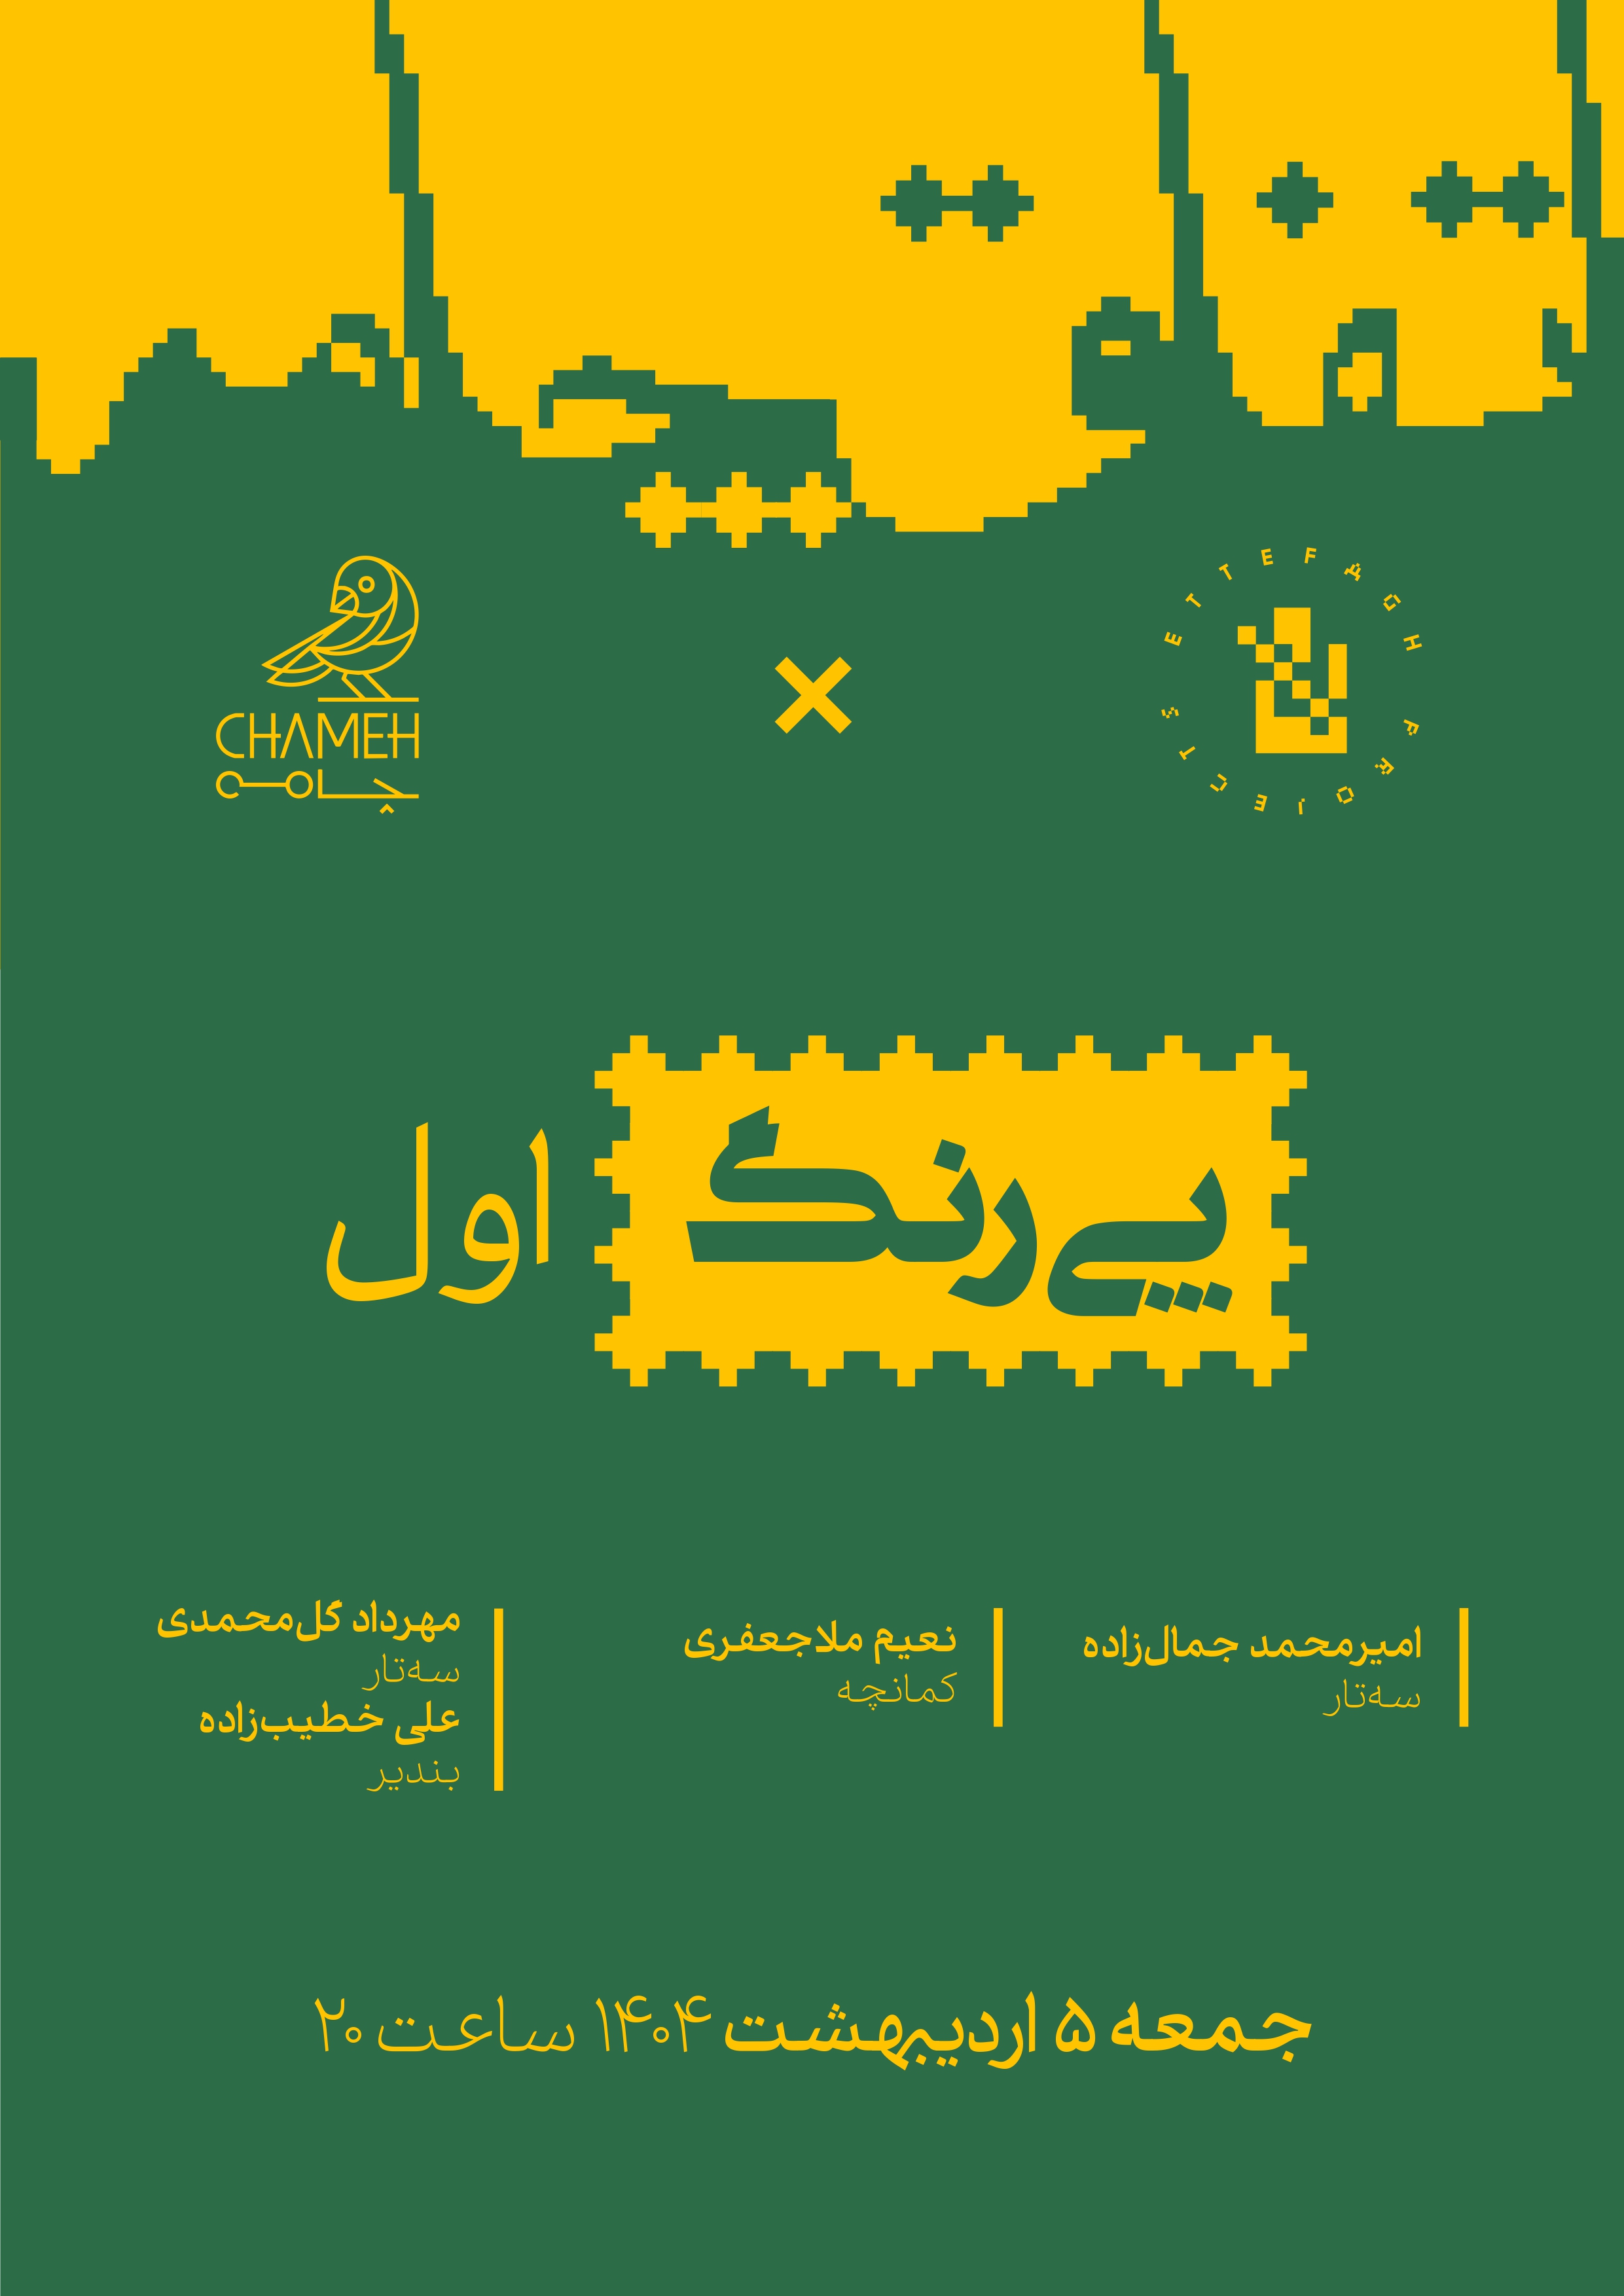 ETTEFAGH PROJECTS
×
CHAMEH
چامه
پی‌رنگ اول
امیرمحمد جمال‌زاده
سه‌تار
نعیم ملاجعفری
کمانچه
مهرداد گل‌محمدی
سه‌تار
علی خطیب‌زاده
بندیر
جمعه ۵ اردیبهشت ۱۴۰۴ ساعت ۲۰